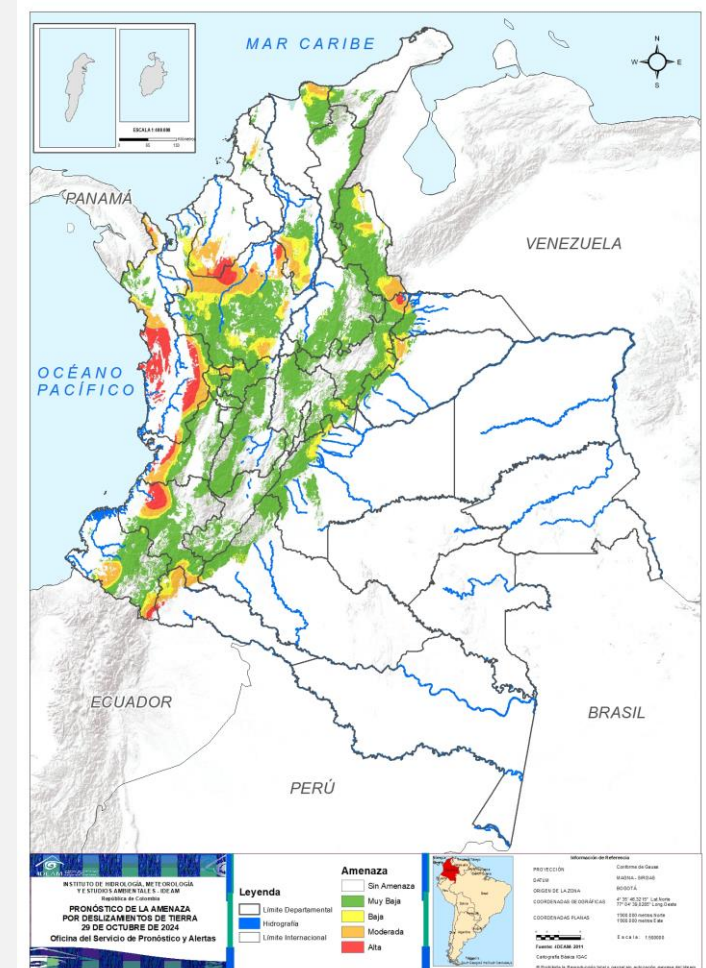 MAR CARIBE
N
W
E
S
ESCALA 1:
PANAMÁ
VENEZUELA
OCÉANO
PACÍFICO
ECUADOR
BRASIL
PERÚ
IDEAM
INSTITUTO DE HIDROLOGÍA, METEOROLOGÍA
Y ESTUDIOS AMBIENTALES - IDEAM
República de Colombia
PRONÓSTICO DE LA AMENAZA
POR DESLIZAMIENTOS DE TIERRA
29 DE OCTUBRE DE 2024
Oficina del Servicio de Pronóstico y Alertas
Leyenda
Límite Departamental
Hidrografía
Límite Internacional
Amenaza
Sin Amenaza
Muy Baja
Baja
Moderada
Alta
Información de Referencia
PROYECCIÓN
Conforme de Gauss
DATUM
MAGNA - SIRGAS
ORIGEN DE LA ZONA
BOGOTÁ
COORDENADAS GEOGRÁFICAS
COORDENADAS PLANAS
Fuente: IDEAM 2011
Cartografía Básica IGAC